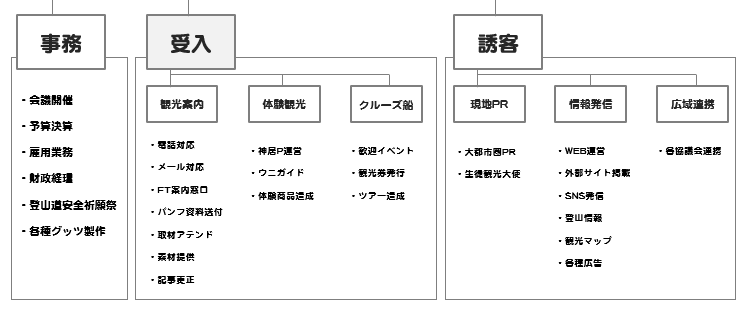 事務
・会議開催
・予算決算
・雇用業務
・財政経理
・登山道安全祈願祭
・各種グッツ製作
受入
観光案内
・電話対応
・メール対応
・FT案内窓口
・パンフ資料送付
・取材アテンド
・素材提供
・記事更正
体験観光
・神居P運営
・ウニガイド
・体験商品造成
クルーズ船
・歓迎イベント
・観光券発行
・ツアー造成
誘客
現地PR
・大都市圏PR
・生徒観光大使
情報発信
・WEB運営
・外部サイト掲載
・SNS発信
・登山情報
・観光マップ
・各種広告
広域連携
・各協議会連携